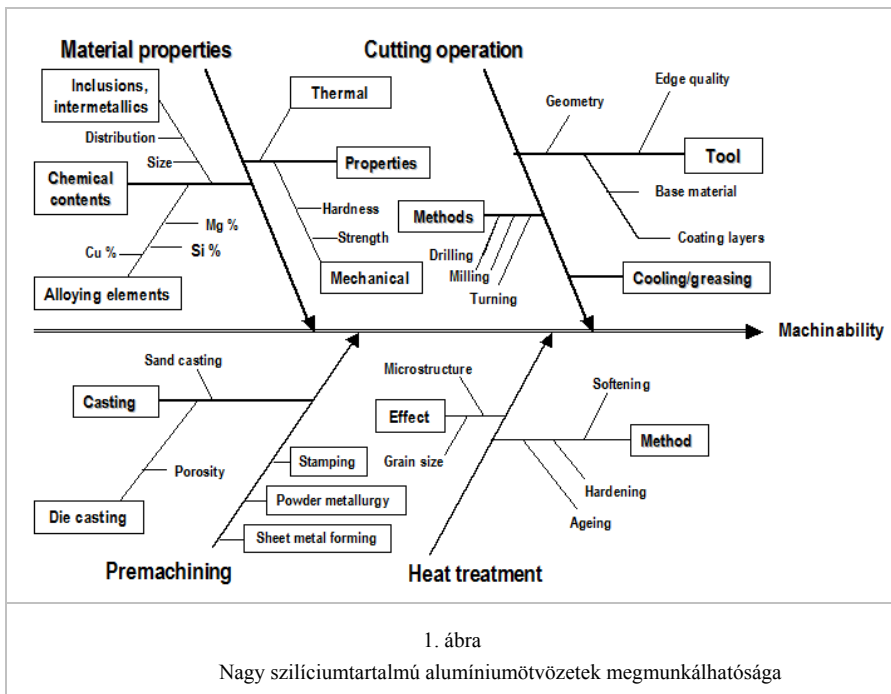 Material properties
Cutting operation
Inclusions,
intermetallics
Distribution
Size
Chemical
contents
Mg %
Cu %
Si %
Alloying elements
Thermal
Properties
Hardness
Strength
Mechanical
Geometry
Edge quality
Tool
Base material
Coating layers
Methods
Drilling
Milling
Turning
Cooling/greasing
Machinability
Sand casting
Casting
Porosity
Die casting
Stamping
Powder metallurgy
Sheet metal forming
Premachining
Microstructure
Effect
Grain size
Softening
Method
Hardening
Ageing
Heat treatment
1. ábra
Nagy szilíciumtartalmú alumíniumötvözetek megmunkálhatósága